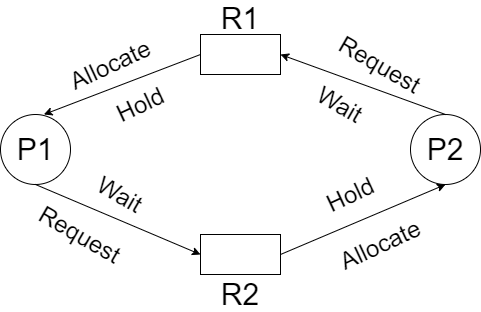 R1
Allocate
Request
Hold
Wait
P1
P2
Wait
Hold
Request
Allocate
R2